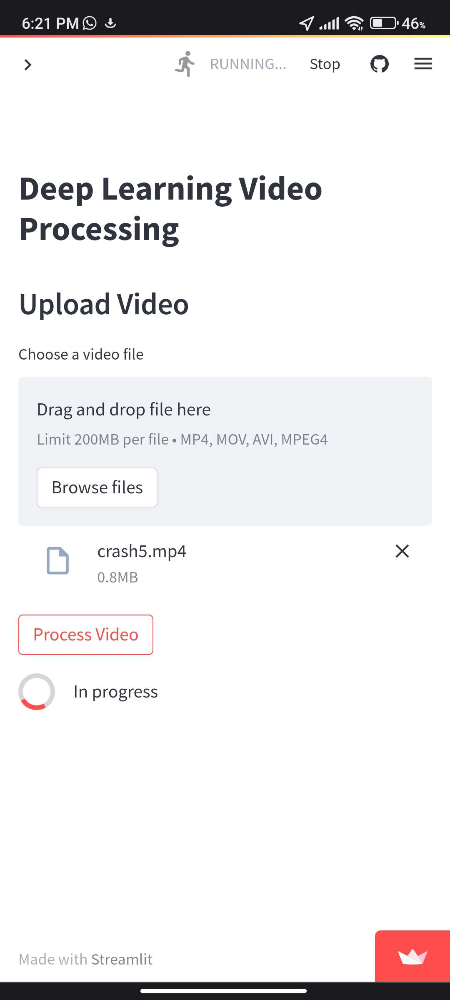 6:21 PM 46%
RUNNING... Stop
Deep Learning Video
Processing
Upload Video
Choose a video file
Drag and drop file here
Limit 200MB per file • MP4, MOV, AVI, MPEG4
Browse files
crash5.mp4
0.8MB
Process Video
In progress
Made with Streamlit